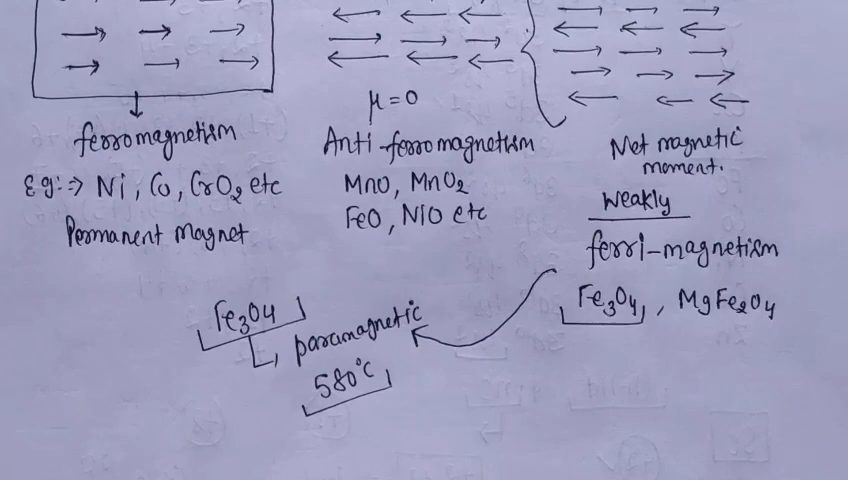 ferromagnetism
Eg:→ Ni, Co, CrO2 etc
Permanent Magnet
μ=0
Anti-ferromagnetism
MnO, MnO2
FeO, NiO etc
Net magnetic
moment.
Weakly
ferri-magnetism
Fe3O4, MgFe2O4
Fe3O4
paramagnetic
580°C